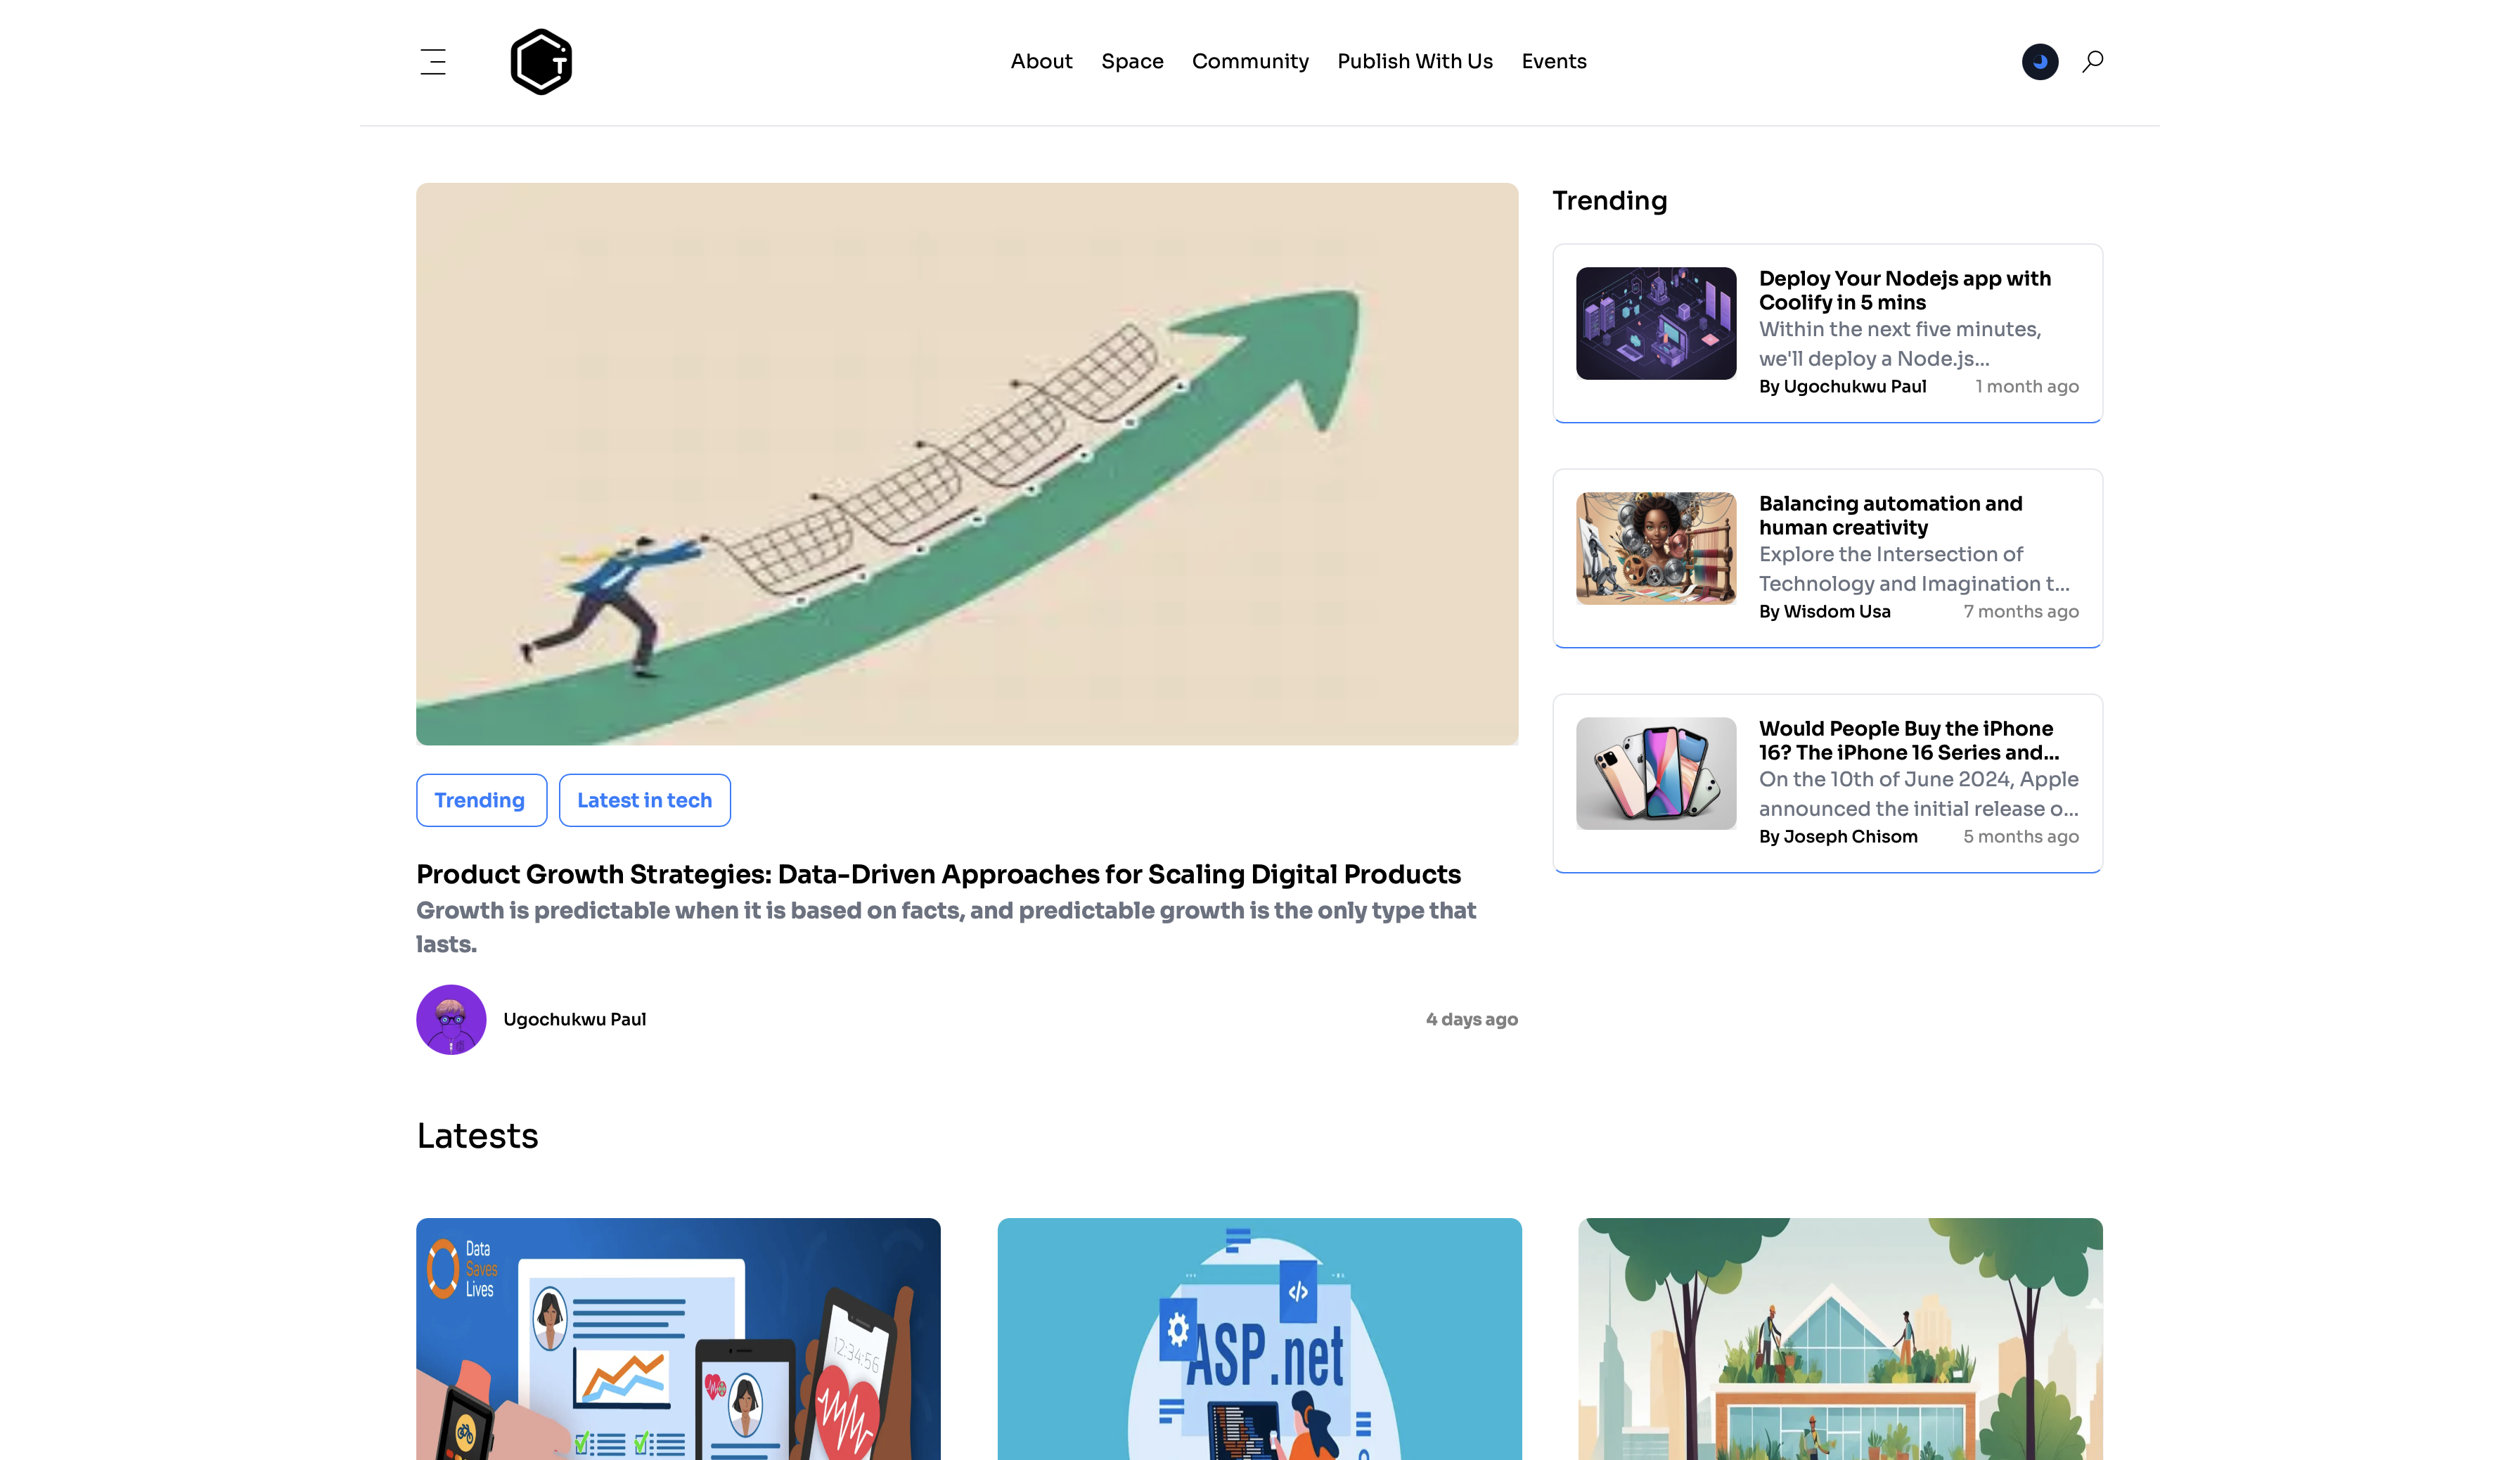 About Space Community Publish With Us Events
Trending
Deploy Your Nodejs app with
Coolify in 5 mins
Within the next five minutes,
we'll deploy a Node.js...
By Ugochukwu Paul 1 month ago
Balancing automation and
human creativity
Explore the Intersection of
Technology and Imagination t...
By Wisdom Usa 7 months ago
Would People Buy the iPhone
16? The iPhone 16 Series and...
On the 10th of June 2024, Apple
announced the initial release o...
By Joseph Chisom 5 months ago
Trending Latest in tech
Product Growth Strategies: Data-Driven Approaches for Scaling Digital Products
Growth is predictable when it is based on facts, and predictable growth is the only type that
lasts.
Ugochukwu Paul 4 days ago
Latests
Data
Saves
Lives
12:34:56
</>
ASP.net